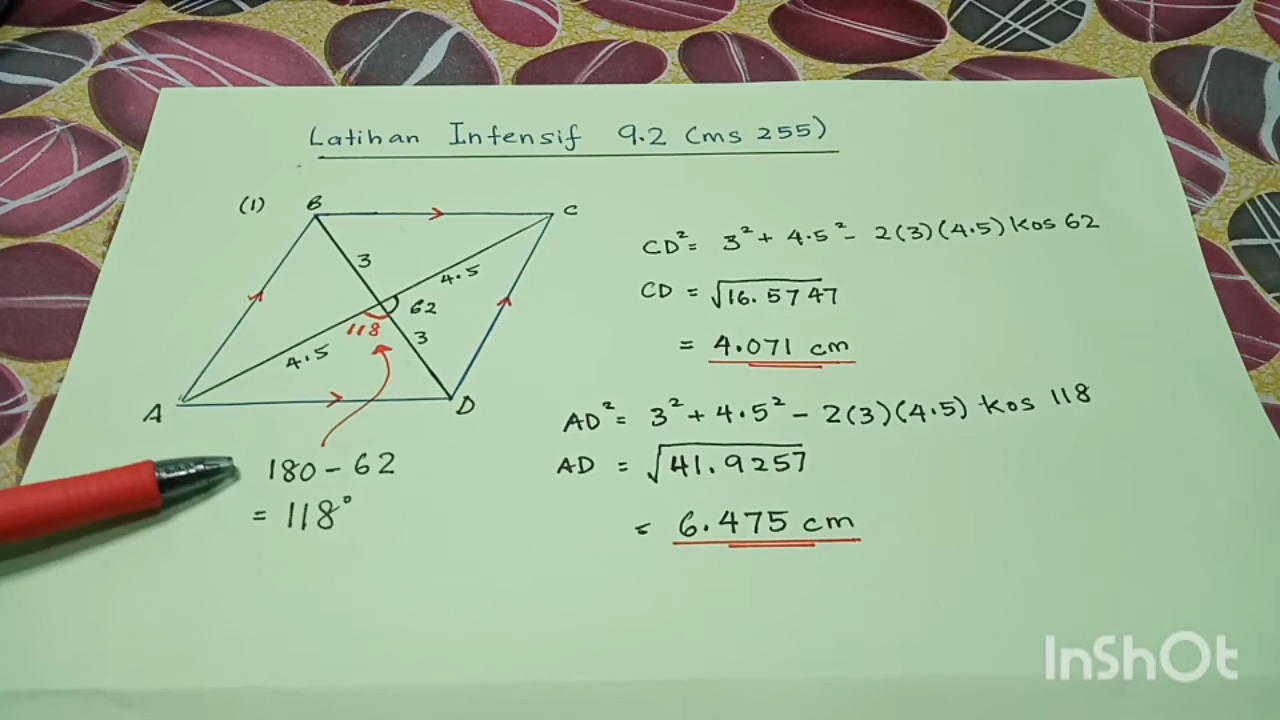 Latihan Intensif 9.2 (ms 255)
(1)
B
C
3
4.5
62
118
3
4.5
A
D
180 - 62
= 118°
CD² = 3² + 4.5² - 2(3)(4.5) kos 62
CD = √16.5747
= 4.071 cm
AD² = 3² + 4.5² - 2(3)(4.5) kos 118
AD = √41.9257
= 6.475 cm
InShOt